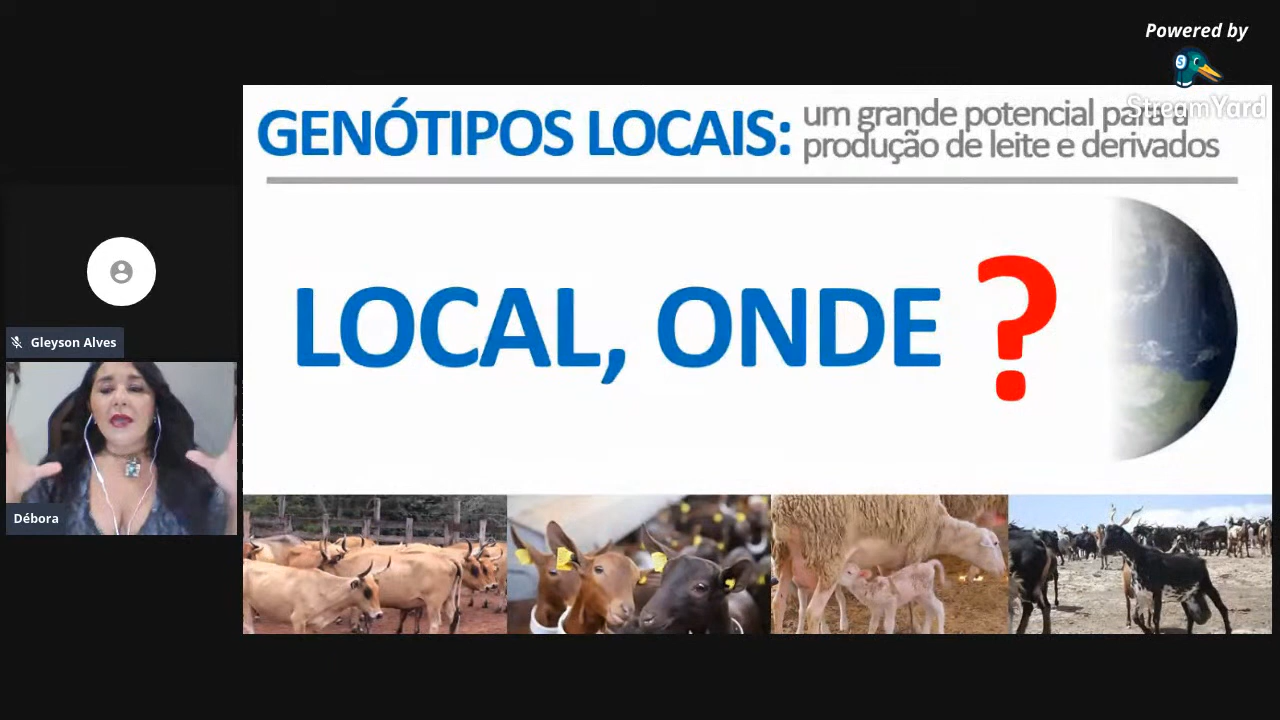 Powered by
StreamYard
GENÓTIPOS LOCAIS:
um grande potencial para a
produção de leite e derivados
LOCAL, ONDE ?
Gleyson Alves
Débora